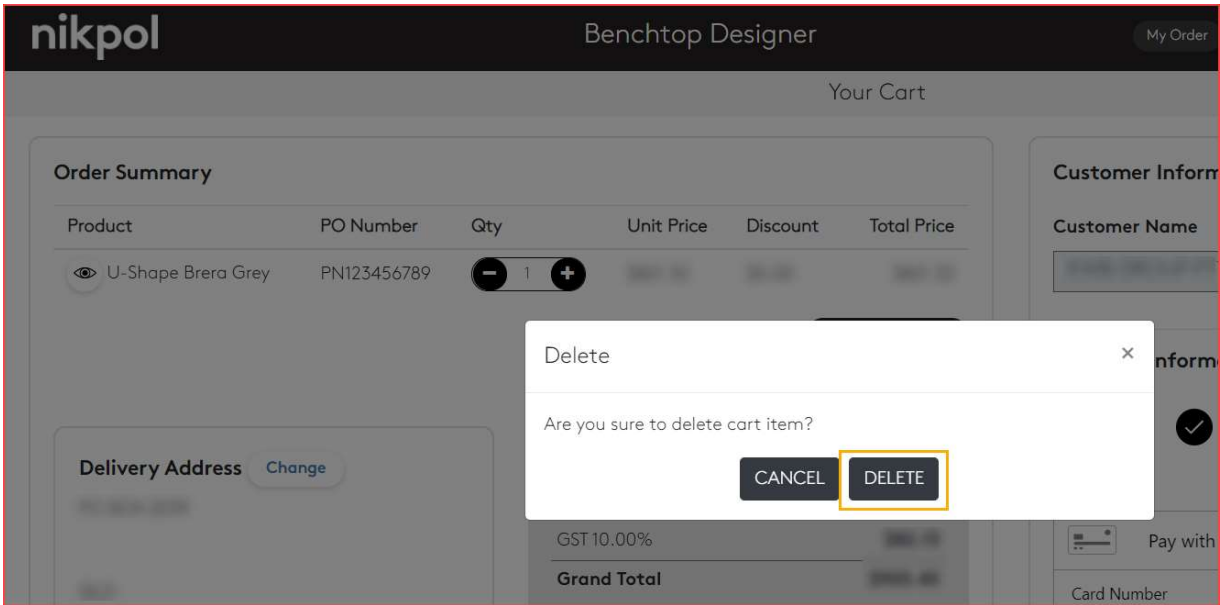 nikpol
Benchtop Designer
My Order
Your Cart
Order Summary
Product PO Number Qty Unit Price Discount Total Price
U-Shape Brera Grey PN123456789 1
Delete
×
Are you sure to delete cart item?
CANCEL DELETE
Delivery Address Change
GST 10.00%
Grand Total
Customer Inform
Customer Name
nform
Pay with
Card Number